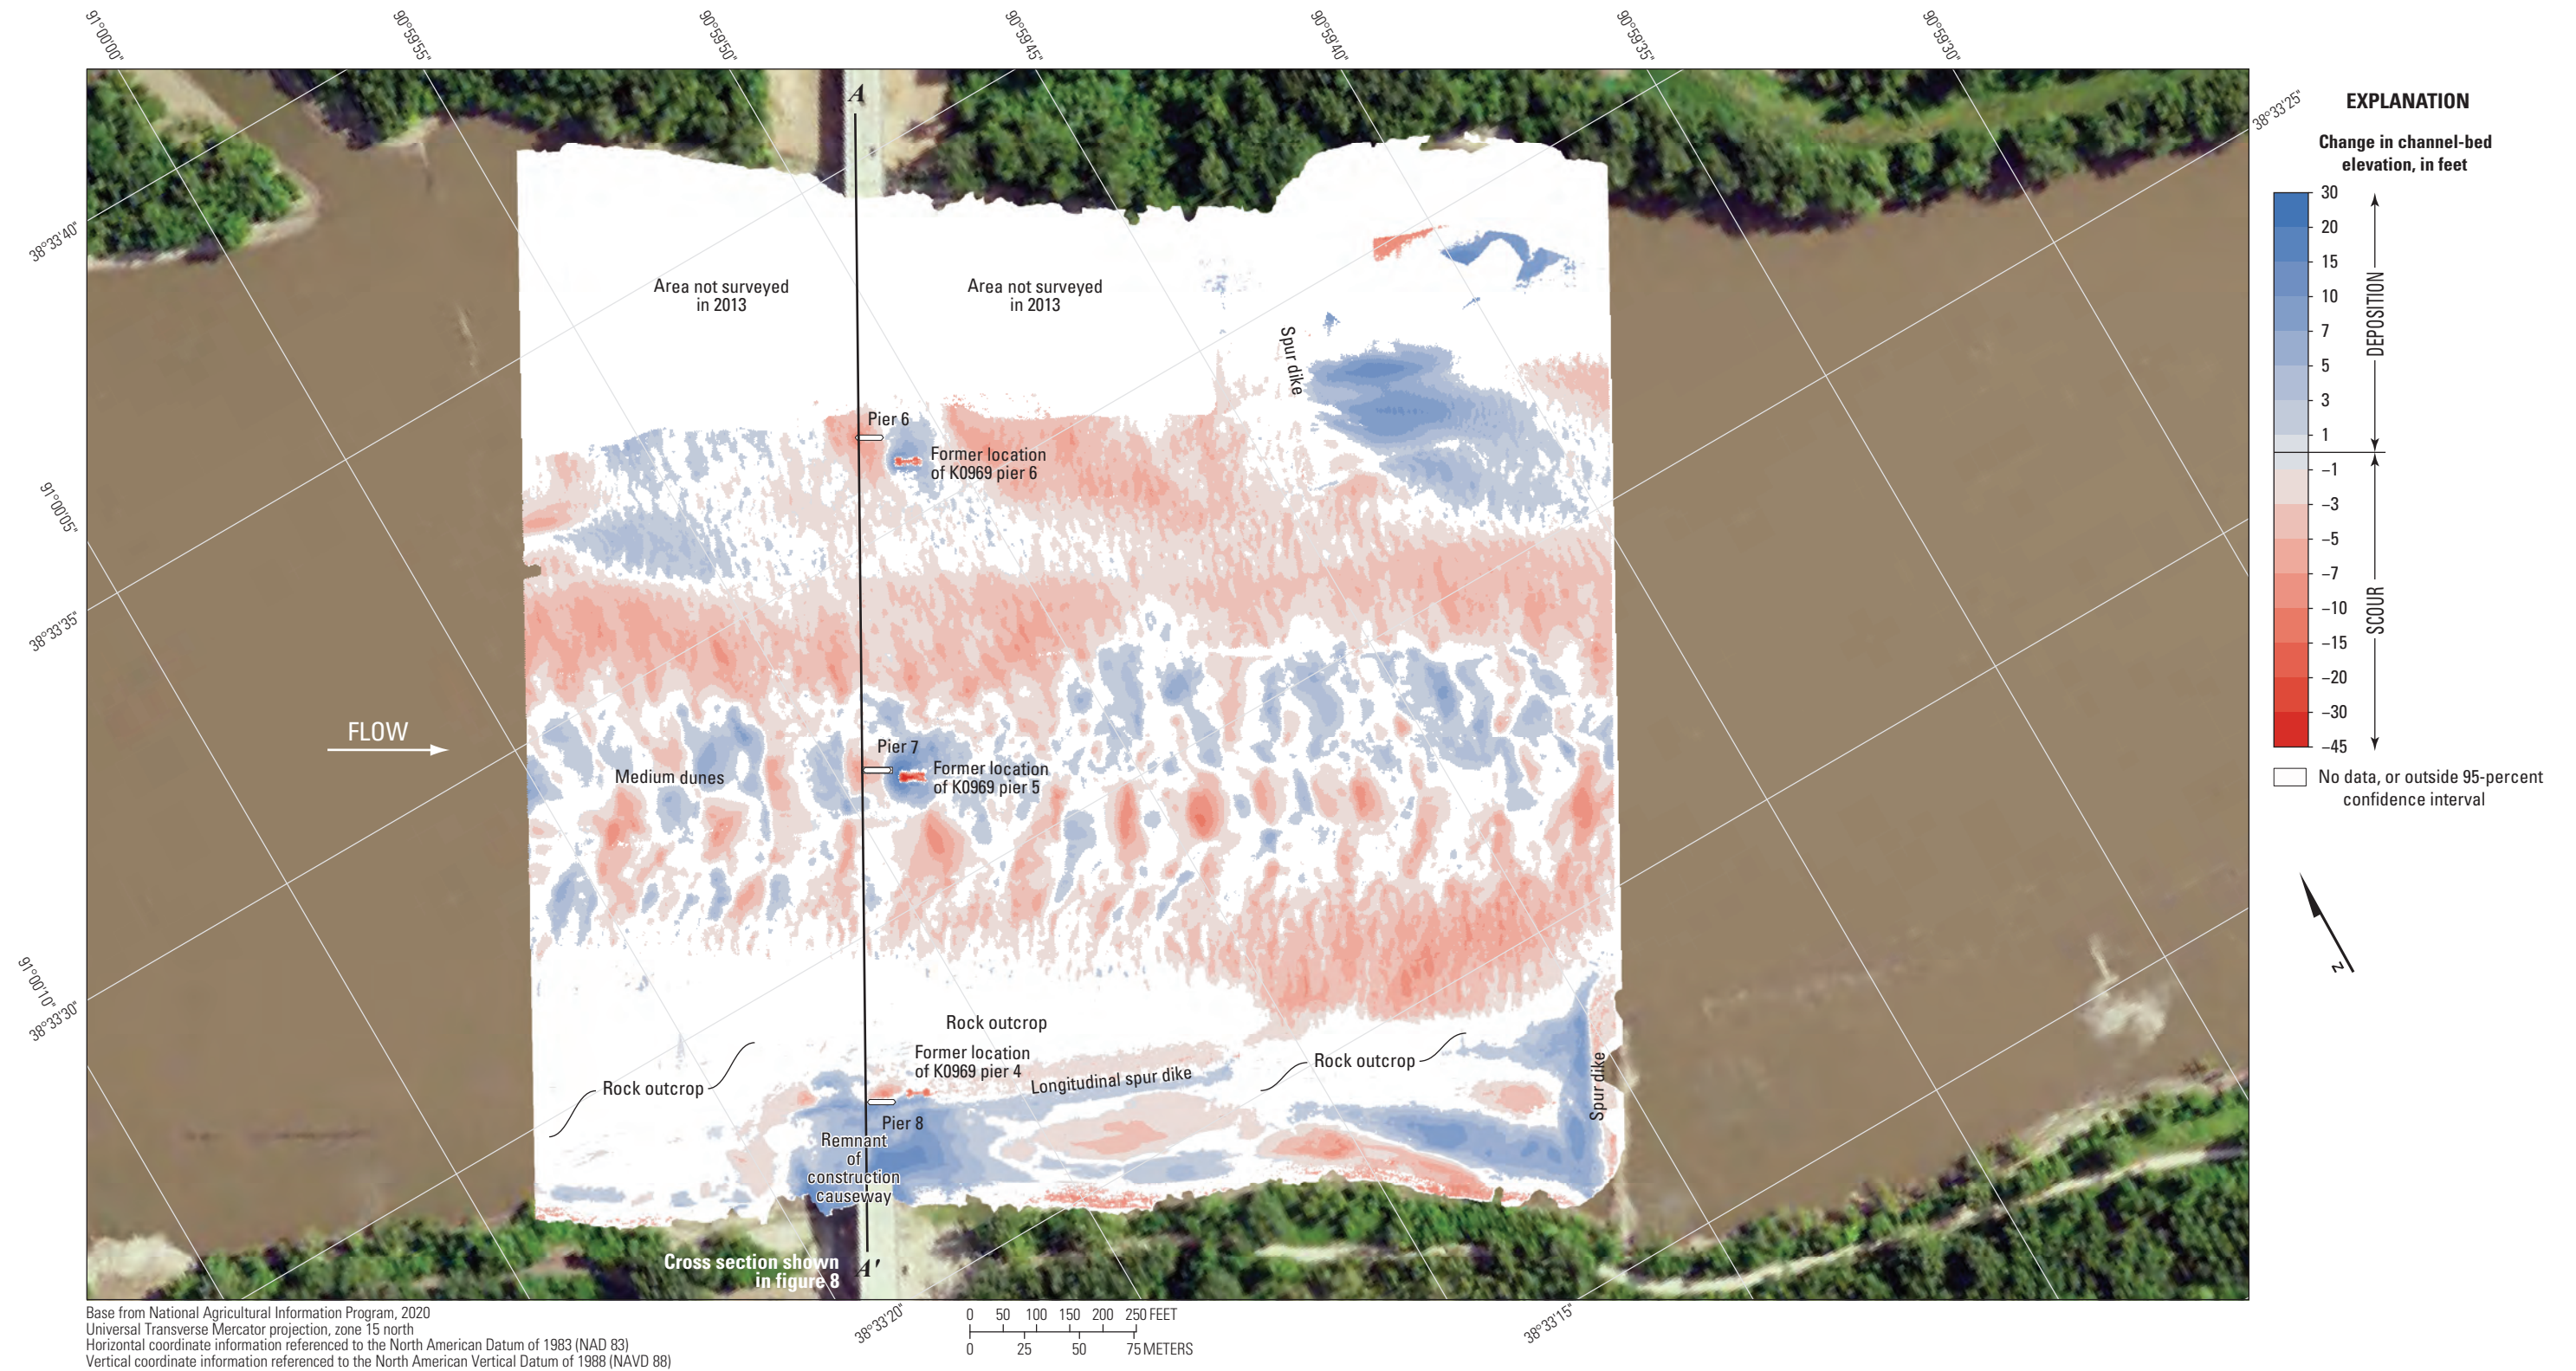 91°00'00"
90°59'55"
90°59'50"
90°59'45"
90°59'40"
90°59'35"
90°59'30"
38°33'25"
A
EXPLANATION
Change in channel-bed
elevation, in feet
30
20
15
10
7
5
3
1
−1
−3
−5
−7
−10
−15
−20
−30
−45
DEPOSITION
SCOUR
No data, or outside 95-percent
confidence interval
N
38°33'40"
91°00'05"
38°33'35"
91°00'10"
38°33'30"
Area not surveyed
in 2013
Area not surveyed
in 2013
Spur dike
Pier 6
Former location
of K0969 pier 6
FLOW
Pier 7
Medium dunes
Former location
of K0969 pier 5
Rock outcrop
Former location
of K0969 pier 4
Rock outcrop
Longitudinal spur dike
Rock outcrop
Spur dike
Pier 8
Remnant
of
construction
causeway
Cross section shown
in figure 8
A'
38°33'20"
38°33'15"
Base from National Agricultural Information Program, 2020
Universal Transverse Mercator projection, zone 15 north
Horizontal coordinate information referenced to the North American Datum of 1983 (NAD 83)
Vertical coordinate information referenced to the North American Vertical Datum of 1988 (NAVD 88)
0 50 100 150 200 250 FEET
0 25 50 75 METERS